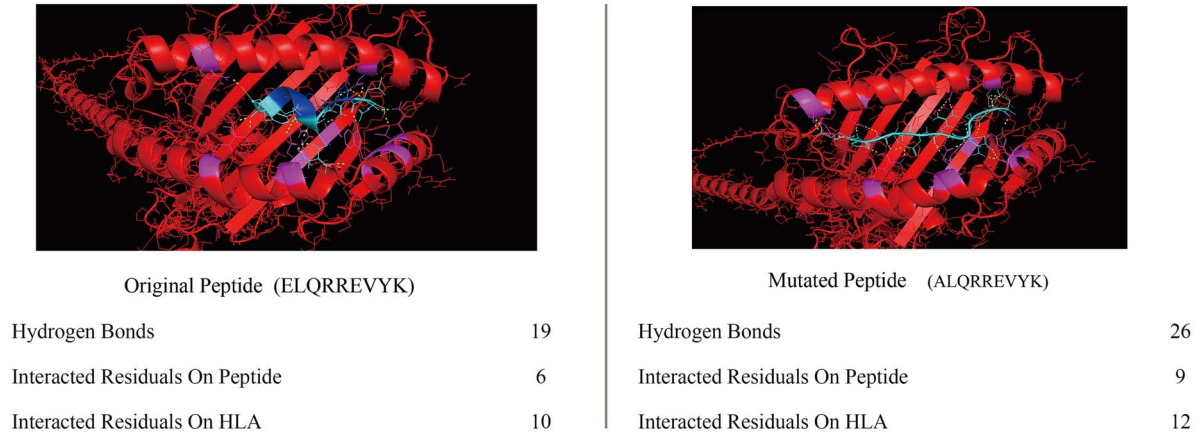 Original Peptide (ELQRREVYK)
Hydrogen Bonds 19
Interacted Residuals On Peptide 6
Interacted Residuals On HLA 10
Mutated Peptide (ALQRREVYK)
Hydrogen Bonds 26
Interacted Residuals On Peptide 9
Interacted Residuals On HLA 12